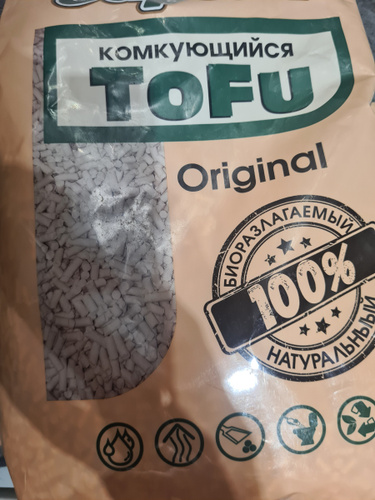 КОМКУЮЩИЙСЯ
TOFU
Original
БИОРАЗЛАГАЕМЫЙ
100%
НАТУРАЛЬНЫЙ